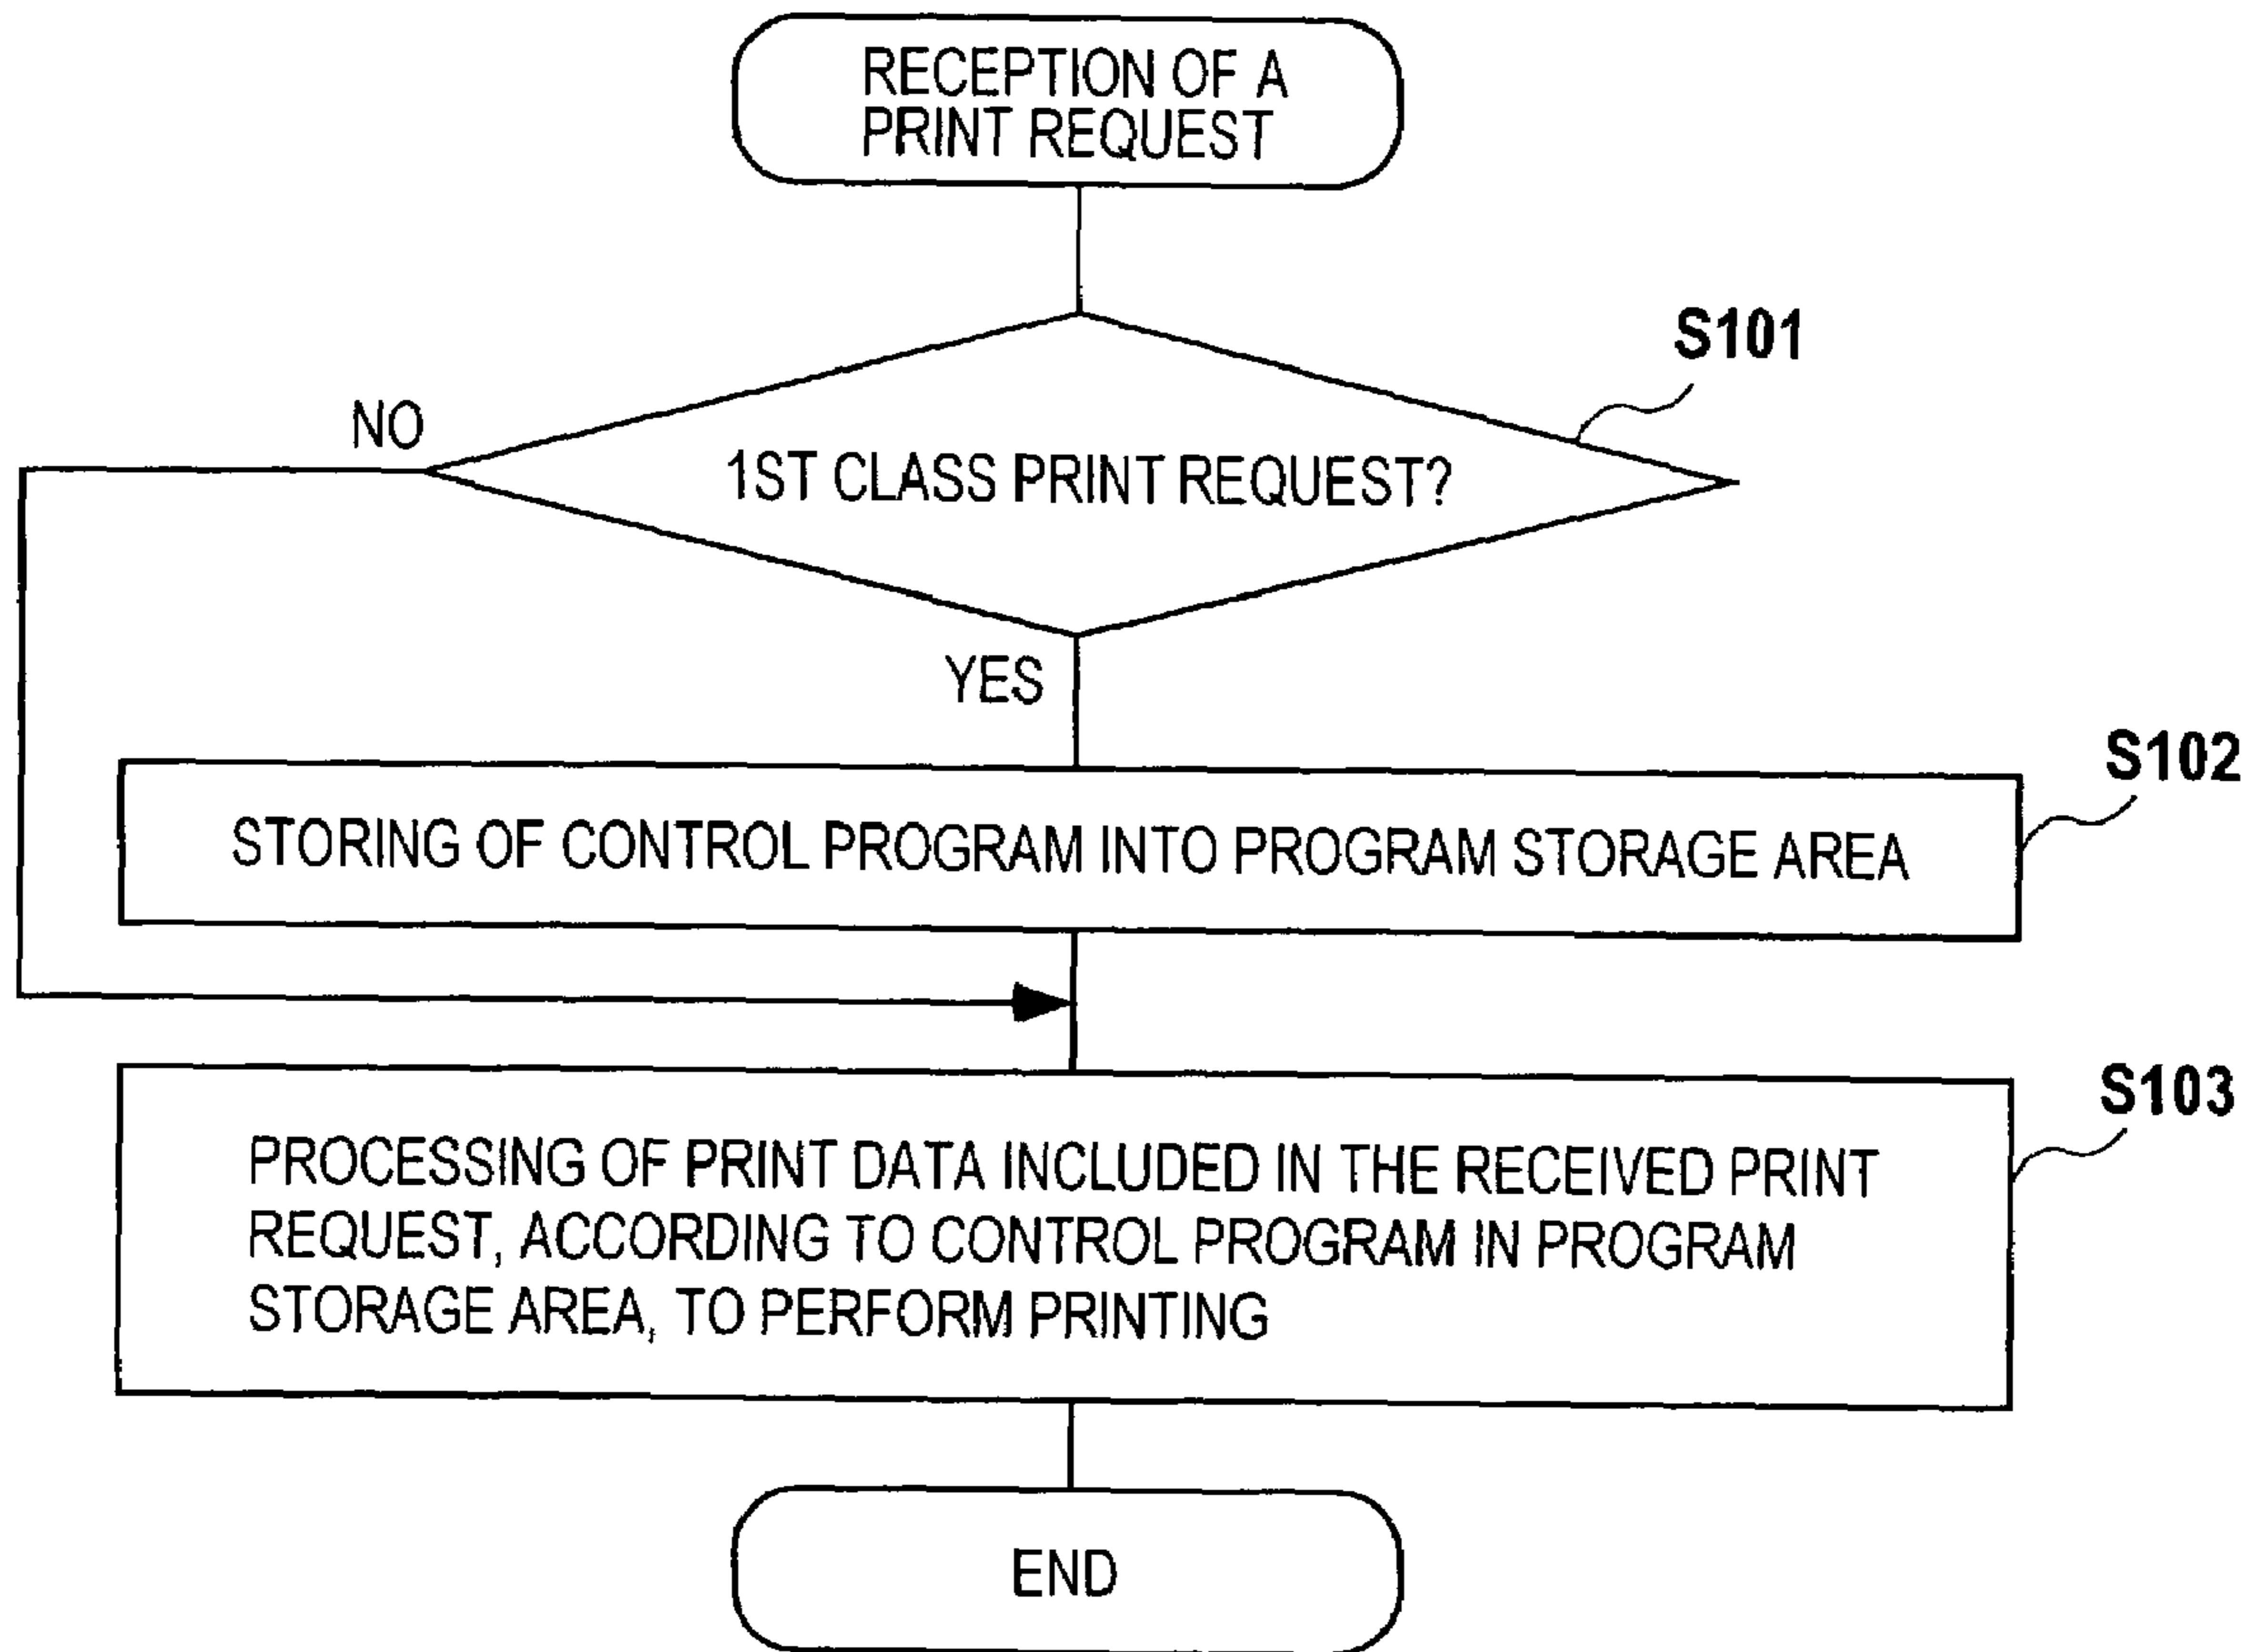 RECEPTION OF A
PRINT REQUEST
S101
NO
1ST CLASS PRINT REQUEST?
YES
S102
STORING OF CONTROL PROGRAM INTO PROGRAM STORAGE AREA
S103
PROCESSING OF PRINT DATA INCLUDED IN THE RECEIVED PRINT
REQUEST, ACCORDING TO CONTROL PROGRAM IN PROGRAM
STORAGE AREA, TO PERFORM PRINTING
END